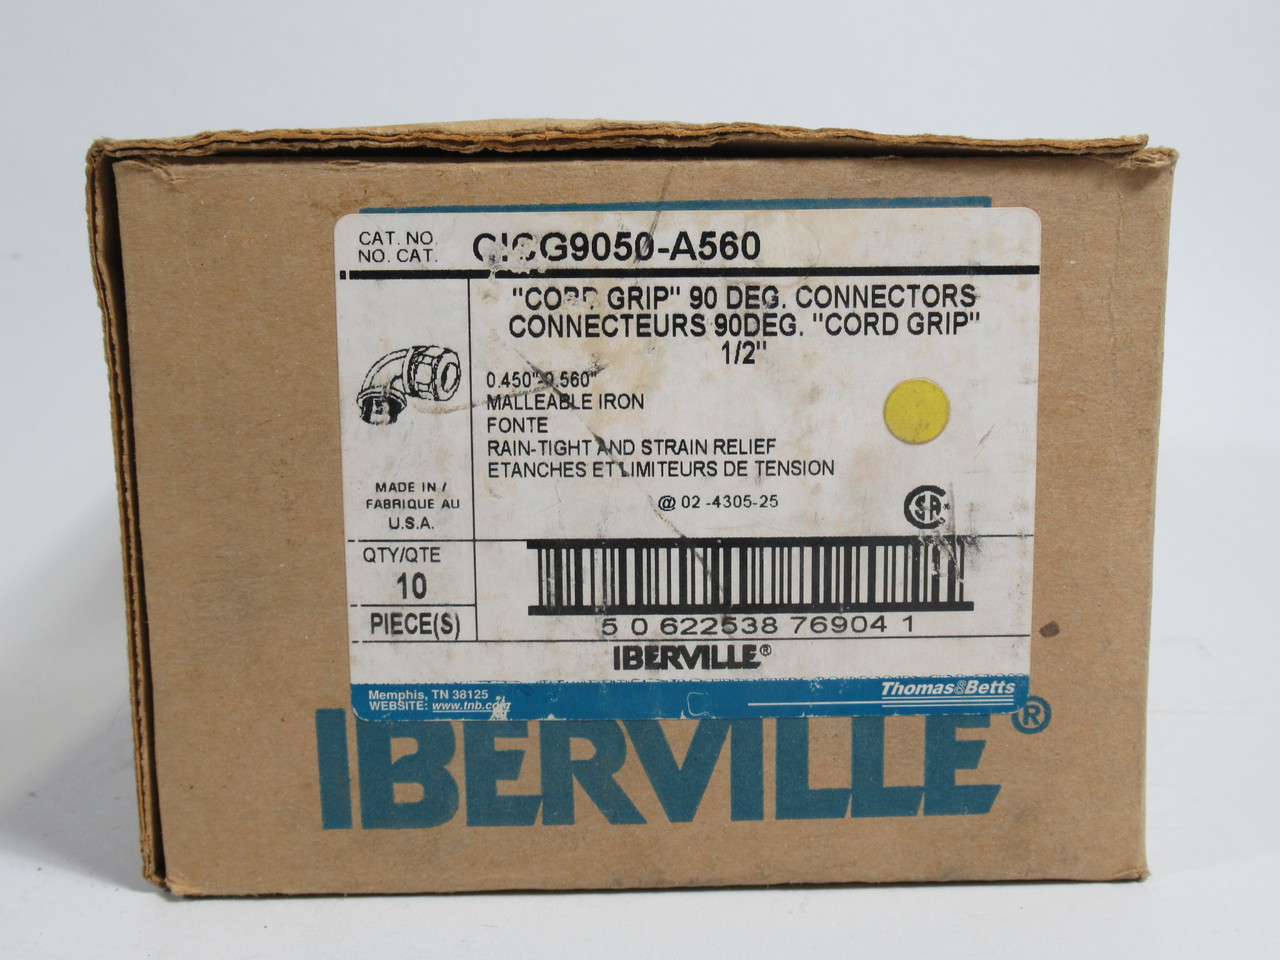 CAT. NO.
NO. CAT.
CICG9050-A560
"CORD GRIP" 90 DEG. CONNECTORS
CONNECTEURS 90DEG. "CORD GRIP"
1/2"
0.450"-0.560"
MALLEABLE IRON
FONTE
RAIN-TIGHT AND STRAIN RELIEF
ETANCHES ET LIMITEURS DE TENSION
@ 02 -4305-25
CSA
MADE IN /
FABRIQUE AU
U.S.A.
QTY/QTE
10
PIECE(S)
5 0 622538 76904 1
IBERVILLE®
Memphis, TN 38125
WEBSITE: www.tnb.com
Thomas&Betts
IBERVILLE®